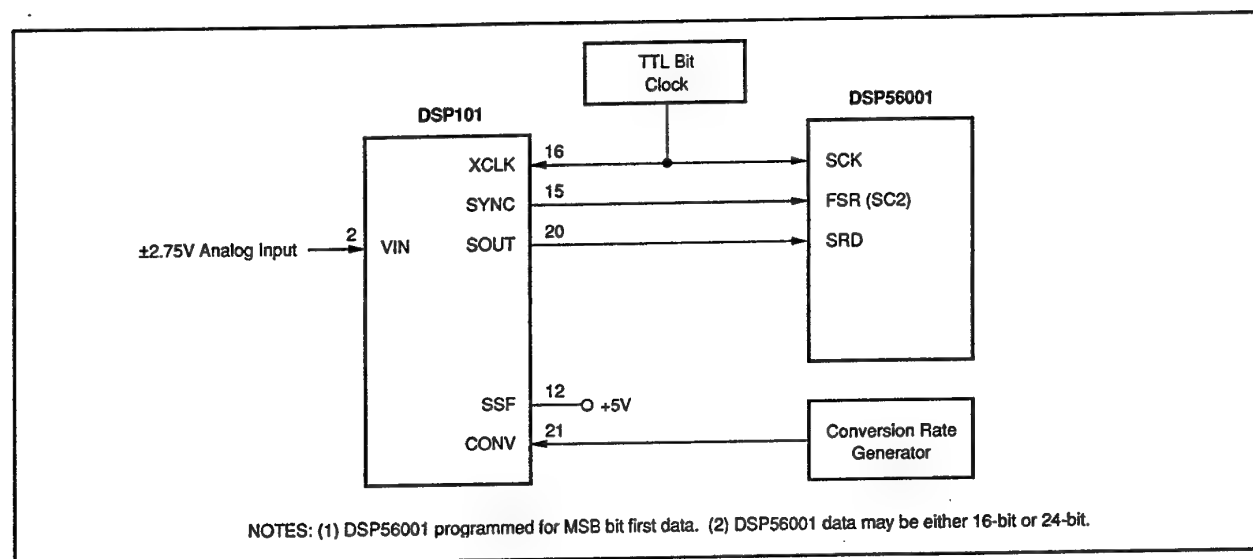 TTL Bit
Clock
DSP101
DSP56001
XCLK
16
SCK
SYNC
15
FSR (SC2)
±2.75V Analog Input
2
VIN
SOUT
20
SRD
SSF
12
+5V
CONV
21
Conversion Rate
Generator
NOTES: (1) DSP56001 programmed for MSB bit first data. (2) DSP56001 data may be either 16-bit or 24-bit.